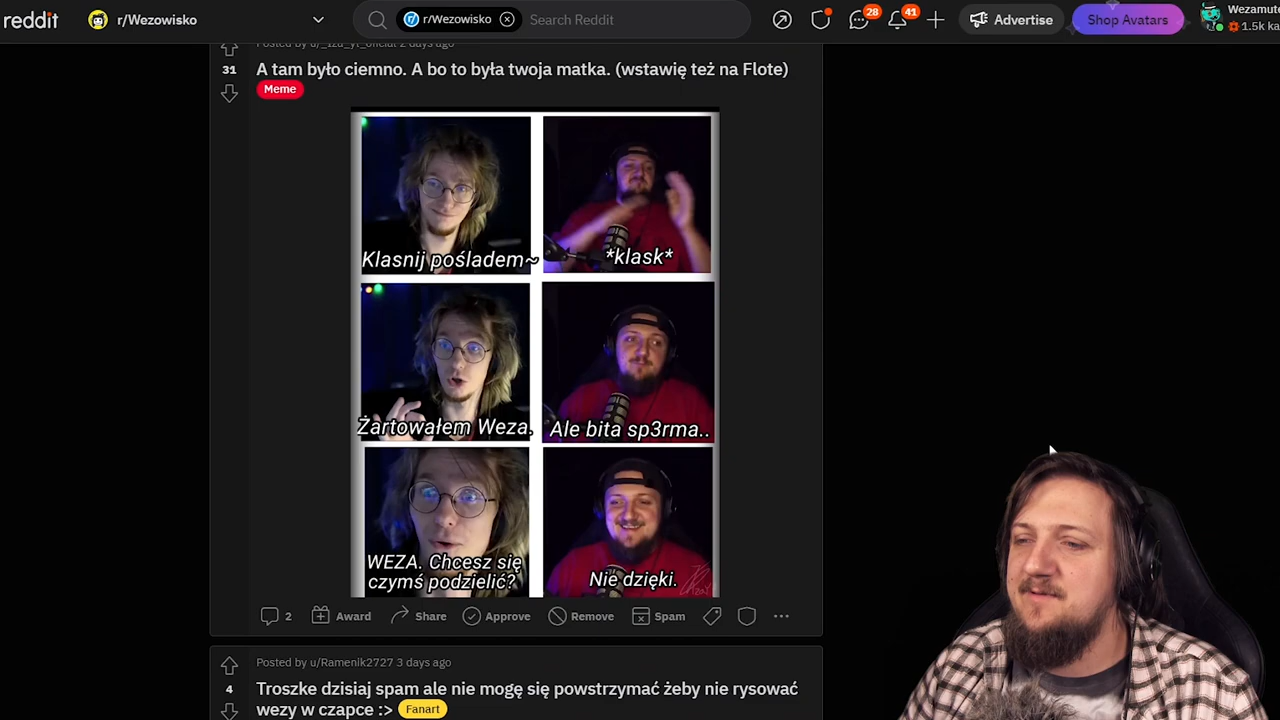 reddit
r/Wezowisko
r/Wezowisko
Search Reddit
28
41
Advertise
Shop Avatars
Wezamute
1.5k ka
2 days ago
31
A tam było ciemno. A bo to była twoja matka. (wstawię też na Flote)
Meme
Klasnij pośladem~
*klask*
Żartowałem Weza.
Ale bita sp3rma..
WEZA. Chcesz się
czymś podzielić?
Nie dzięki.
2
Award
Share
Approve
Remove
Spam
Posted by u/Ramenik2727 3 days ago
4
Troszke dzisiaj spam ale nie mogę się powstrzymać żeby nie rysować
wezy w czapce :>
Fanart